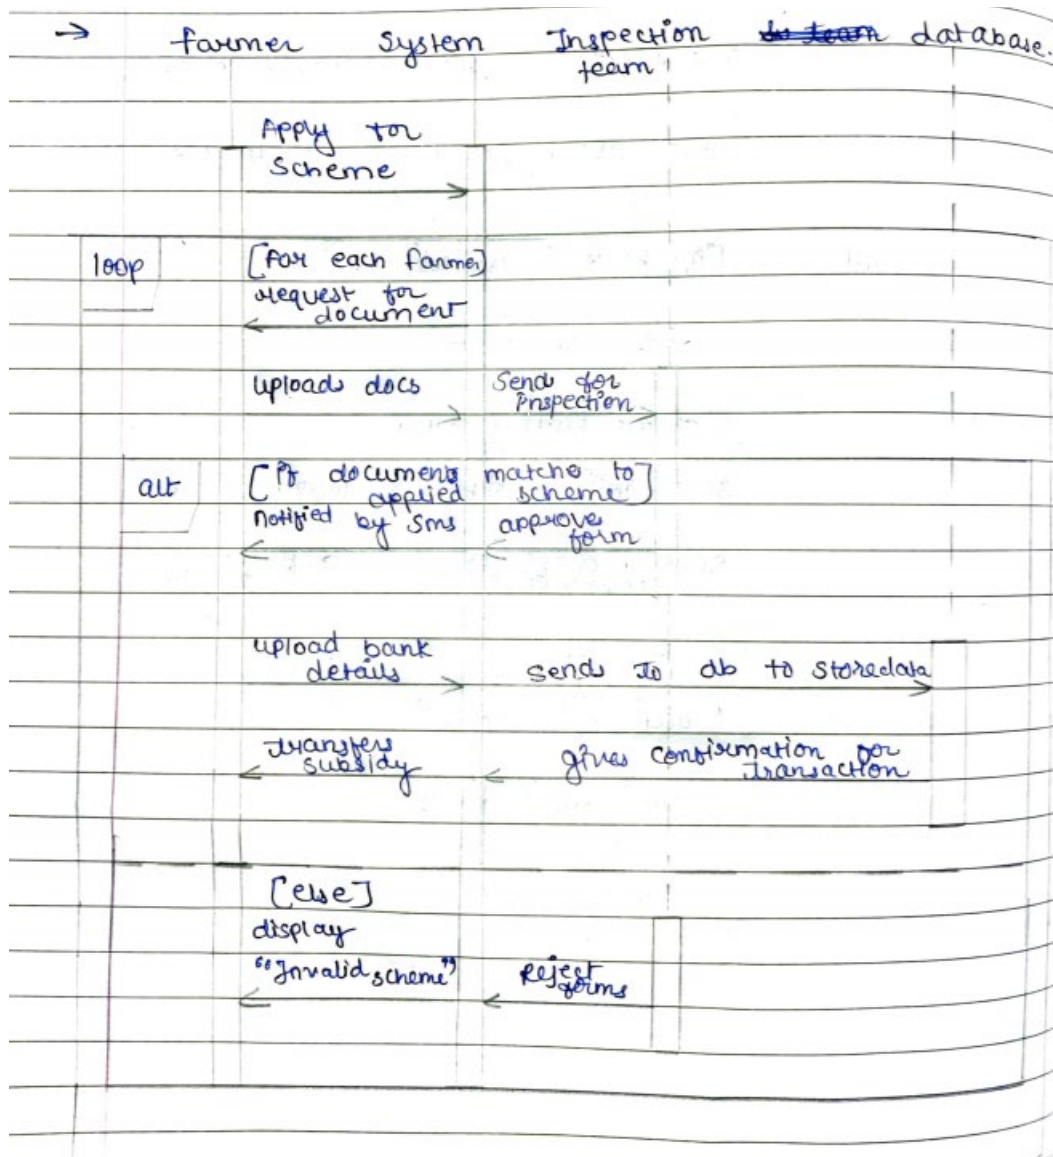 → farmer System Inspection database.
team
Apply for
Scheme
loop
[for each farmer]
request for
document
upload docs Send for
inspection
alt
[if documents matche to]
applied scheme
notified by sms approve
form
upload bank
details sends to db to storedata
transfers
subsidy gives confirmation for
transaction
[else]
display
"Invalid scheme" Reject
forms